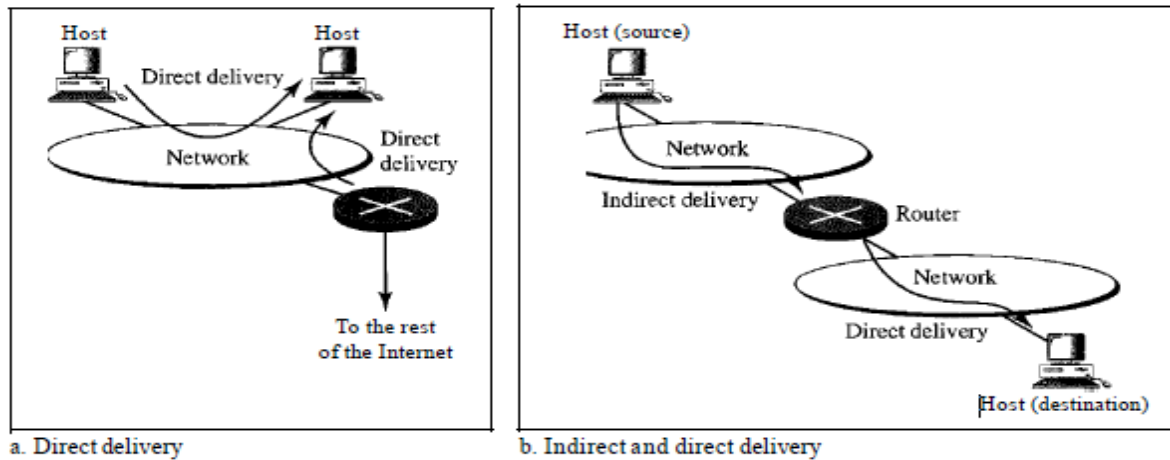 Host
Host
Direct delivery
Network
Direct
delivery
To the rest
of the Internet
a. Direct delivery
Host (source)
Network
Indirect delivery
Router
Network
Direct delivery
Host (destination)
b. Indirect and direct delivery